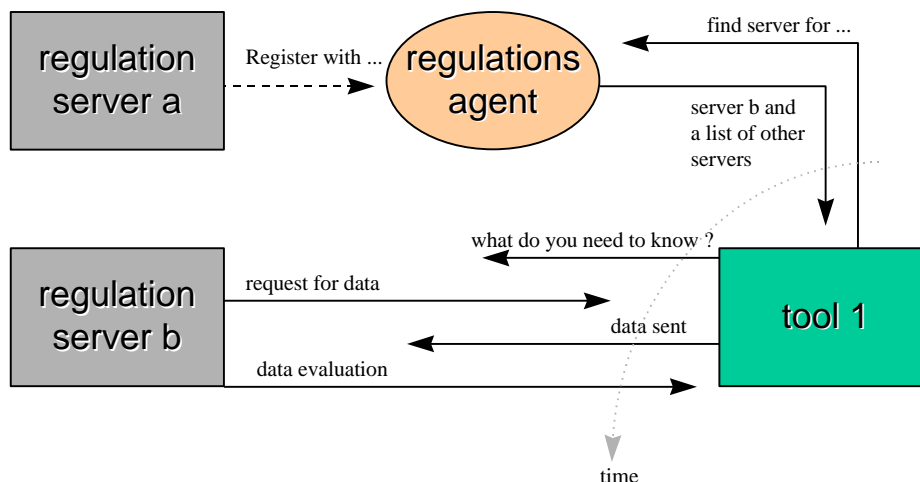 find server for ...
regulation
server a
Register with ...
regulations
agent
server b and
a list of other
servers
what do you need to know ?
regulation
server b
request for data
tool 1
data sent
data evaluation
time